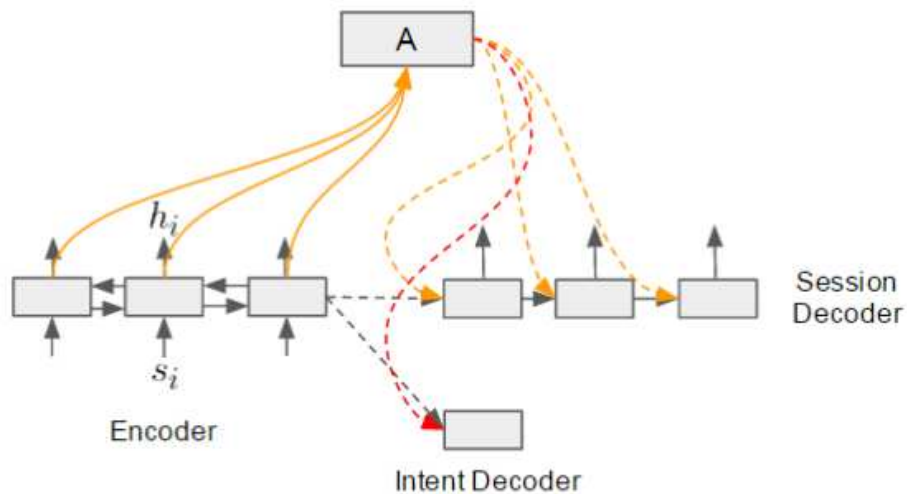 A
h_i
s_i
Session
Decoder
Encoder
Intent Decoder